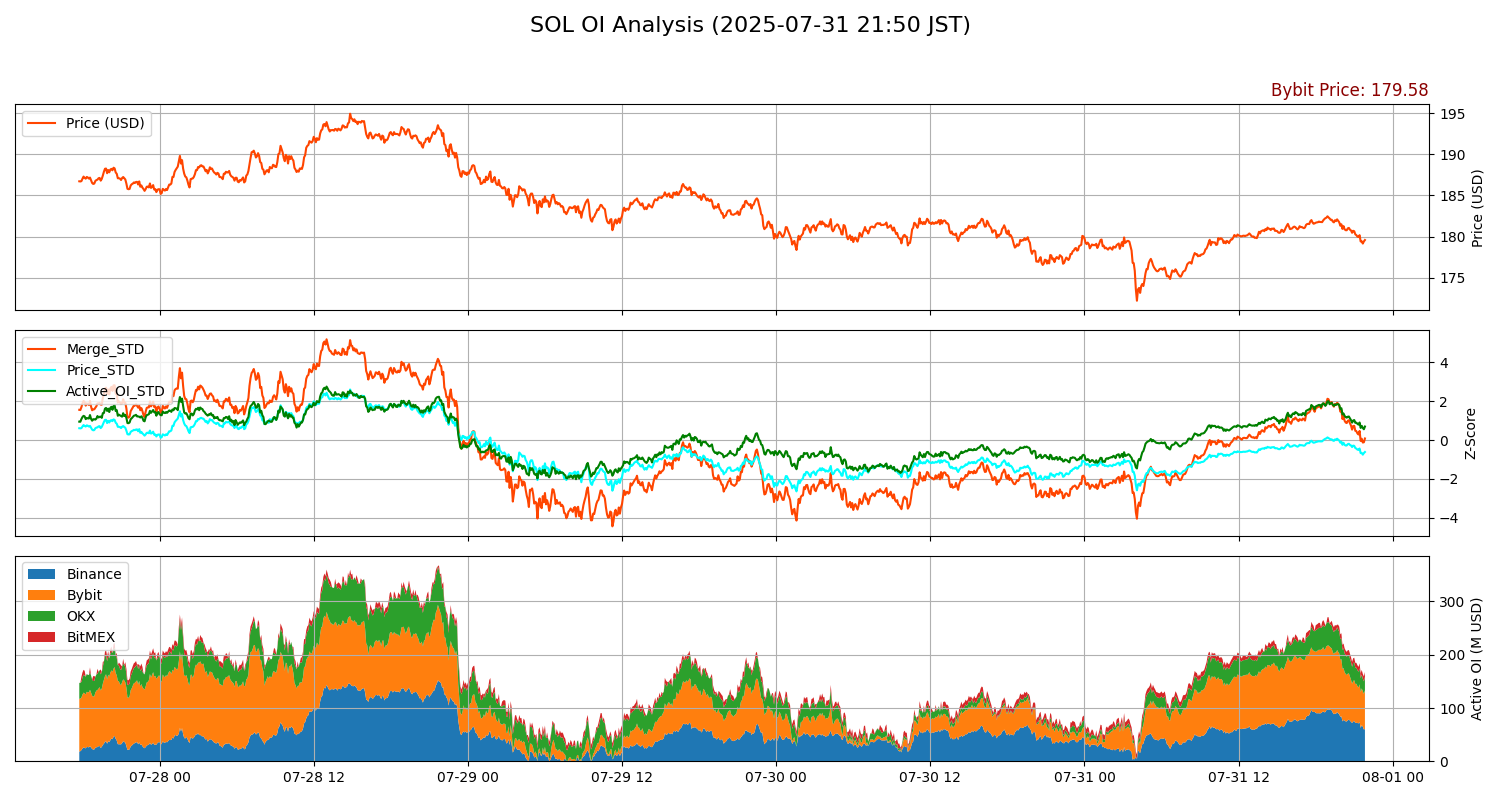 SOL OI Analysis (2025-07-31 21:50 JST)
Bybit Price: 179.58
Price (USD)
195
190
185
180
175
Price (USD)
Merge_STD
Price_STD
Active_OI_STD
4
2
0
−2
−4
Z-Score
Binance
Bybit
OKX
BitMEX
300
200
100
0
Active OI (M USD)
07-28 00
07-28 12
07-29 00
07-29 12
07-30 00
07-30 12
07-31 00
07-31 12
08-01 00